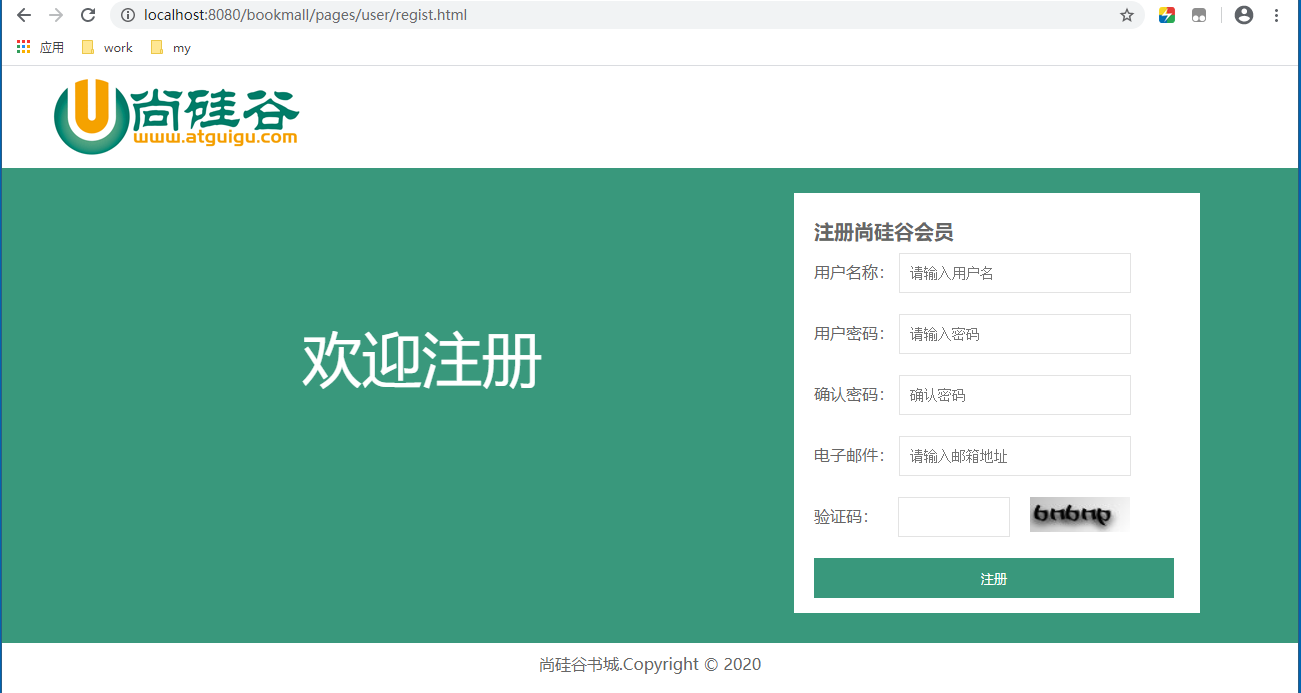 localhost:8080/bookmall/pages/user/regist.html
应用 work my
尚硅谷
www.atguigu.com
欢迎注册
注册尚硅谷会员
用户名称： 请输入用户名
用户密码： 请输入密码
确认密码： 确认密码
电子邮件： 请输入邮箱地址
验证码：
注册
尚硅谷书城.Copyright © 2020